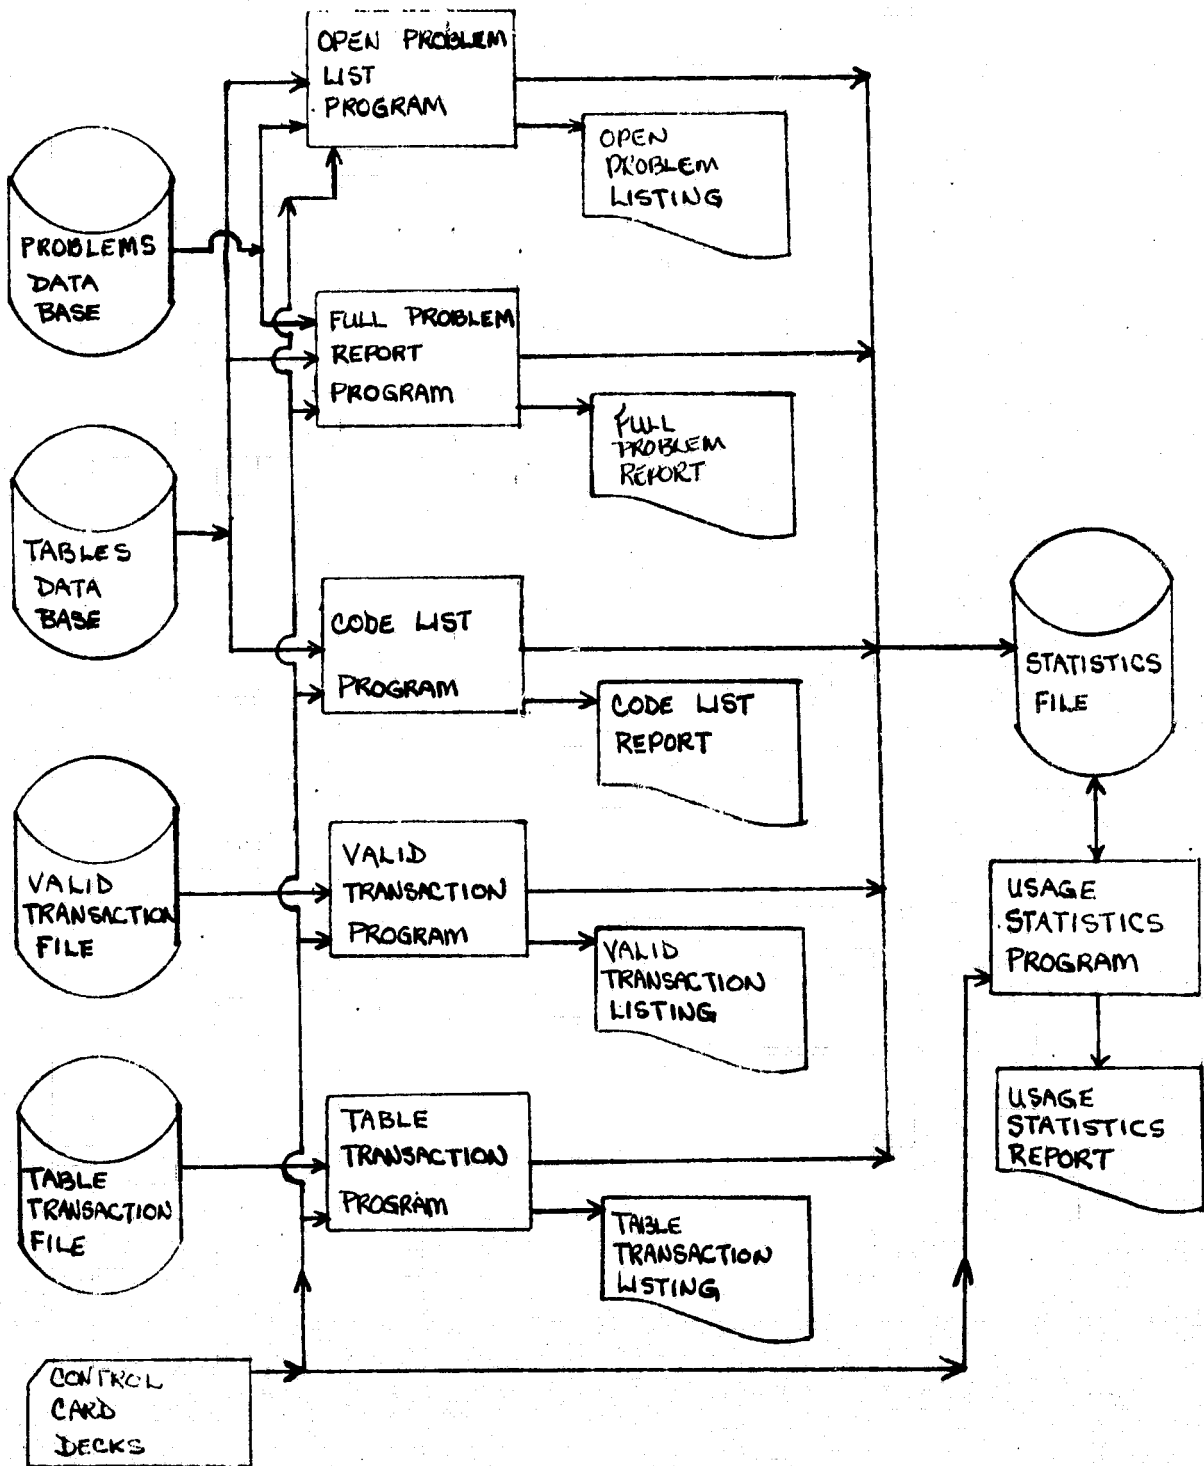 OPEN PROBLEM
LIST
PROGRAM
OPEN
PROBLEM
LISTING
PROBLEMS
DATA
BASE
FULL PROBLEM
REPORT
PROGRAM
FULL
PROBLEM
REPORT
TABLES
DATA
BASE
CODE LIST
PROGRAM
CODE LIST
REPORT
STATISTICS
FILE
VALID
TRANSACTION
FILE
VALID
TRANSACTION
PROGRAM
VALID
TRANSACTION
LISTING
USAGE
STATISTICS
PROGRAM
USAGE
STATISTICS
REPORT
TABLE
TRANSACTION
FILE
TABLE
TRANSACTION
PROGRAM
TABLE
TRANSACTION
LISTING
CONTROL
CARD
DECKS